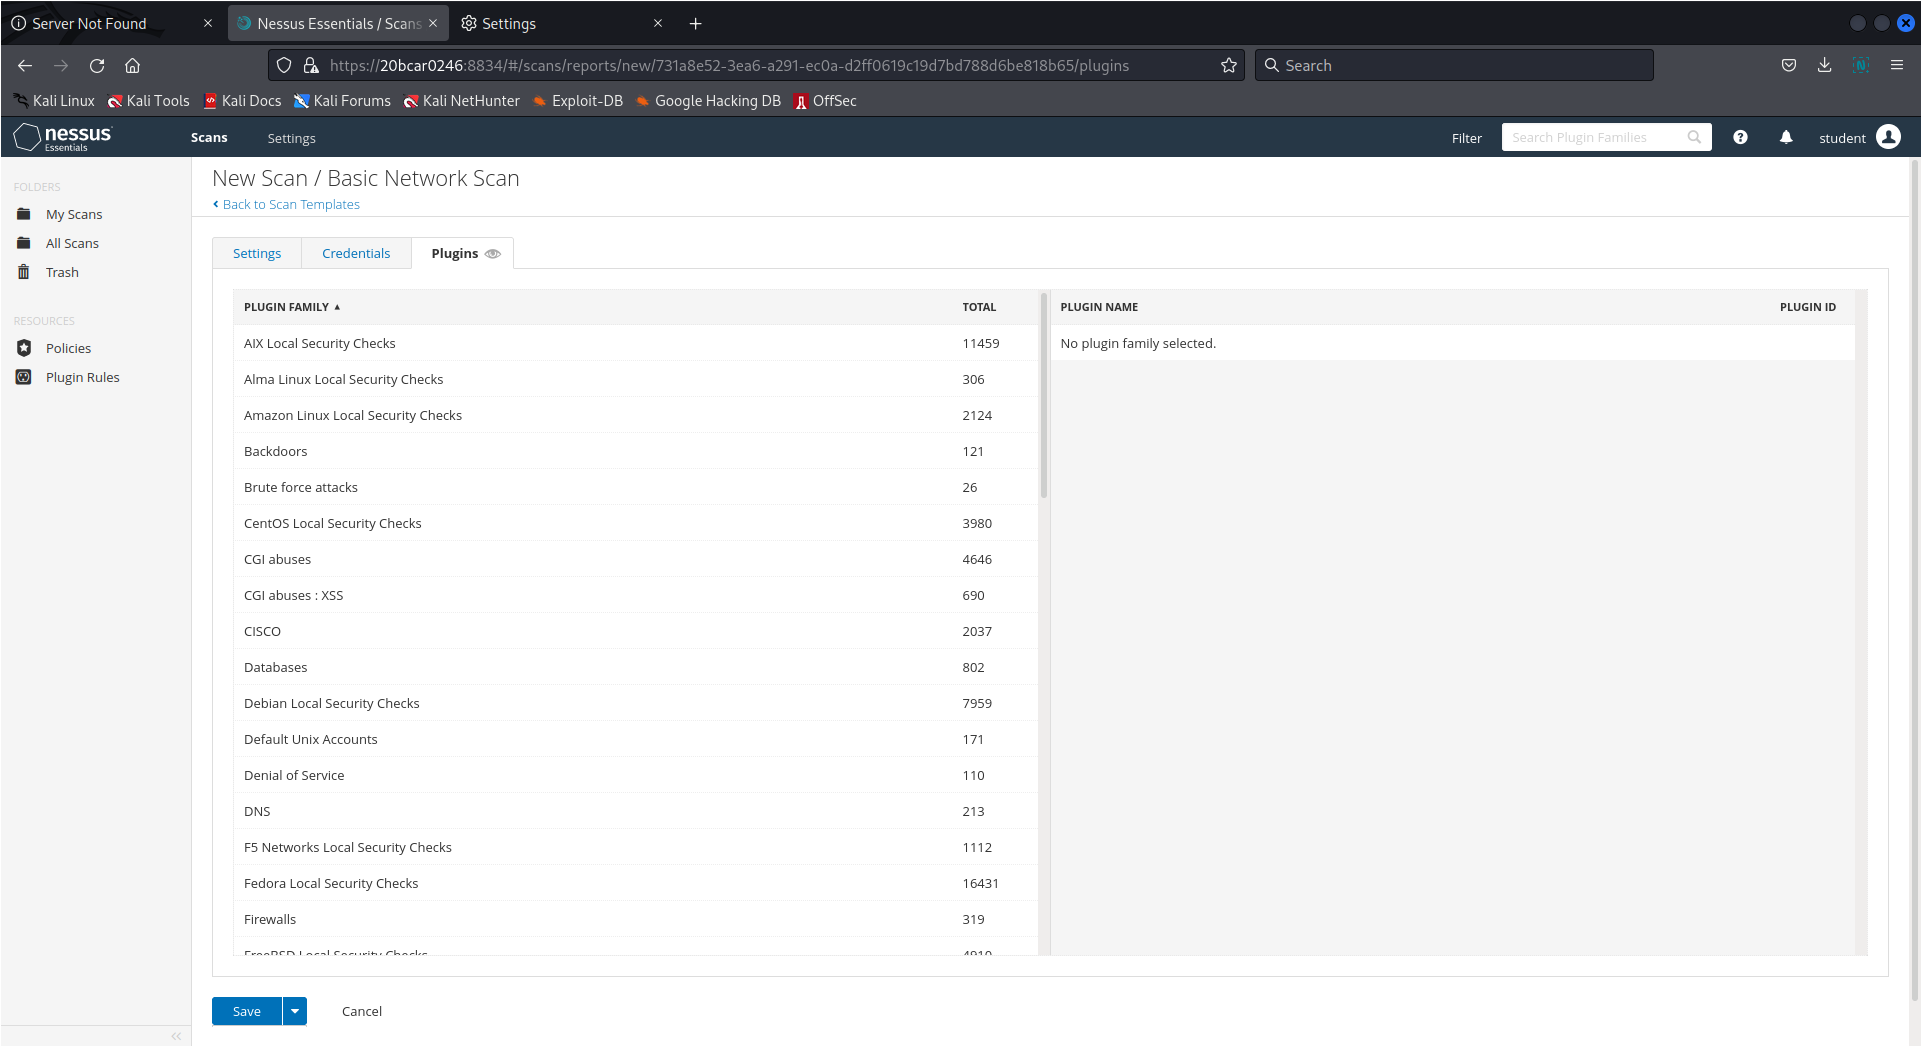 Server Not Found
Nessus Essentials / Scans
Settings
https://20bcar0246:8834/#/scans/reports/new/731a8e52-3ea6-a291-ec0a-d2ff0619c19d7bd788d6be818b65/plugins
Search
Kali Linux Kali Tools Kali Docs Kali Forums Kali NetHunter Exploit-DB Google Hacking DB OffSec
nessus
Essentials
Scans
Settings
Filter
Search Plugin Families
student
FOLDERS
My Scans
All Scans
Trash
RESOURCES
Policies
Plugin Rules
New Scan / Basic Network Scan
Back to Scan Templates
Settings Credentials Plugins
PLUGIN FAMILY TOTAL
AIX Local Security Checks 11459
Alma Linux Local Security Checks 306
Amazon Linux Local Security Checks 2124
Backdoors 121
Brute force attacks 26
CentOS Local Security Checks 3980
CGI abuses 4646
CGI abuses : XSS 690
CISCO 2037
Databases 802
Debian Local Security Checks 7959
Default Unix Accounts 171
Denial of Service 110
DNS 213
F5 Networks Local Security Checks 1112
Fedora Local Security Checks 16431
Firewalls 319
FreeBSD Local Security Checks 4910
PLUGIN NAME PLUGIN ID
No plugin family selected.
Save
Cancel